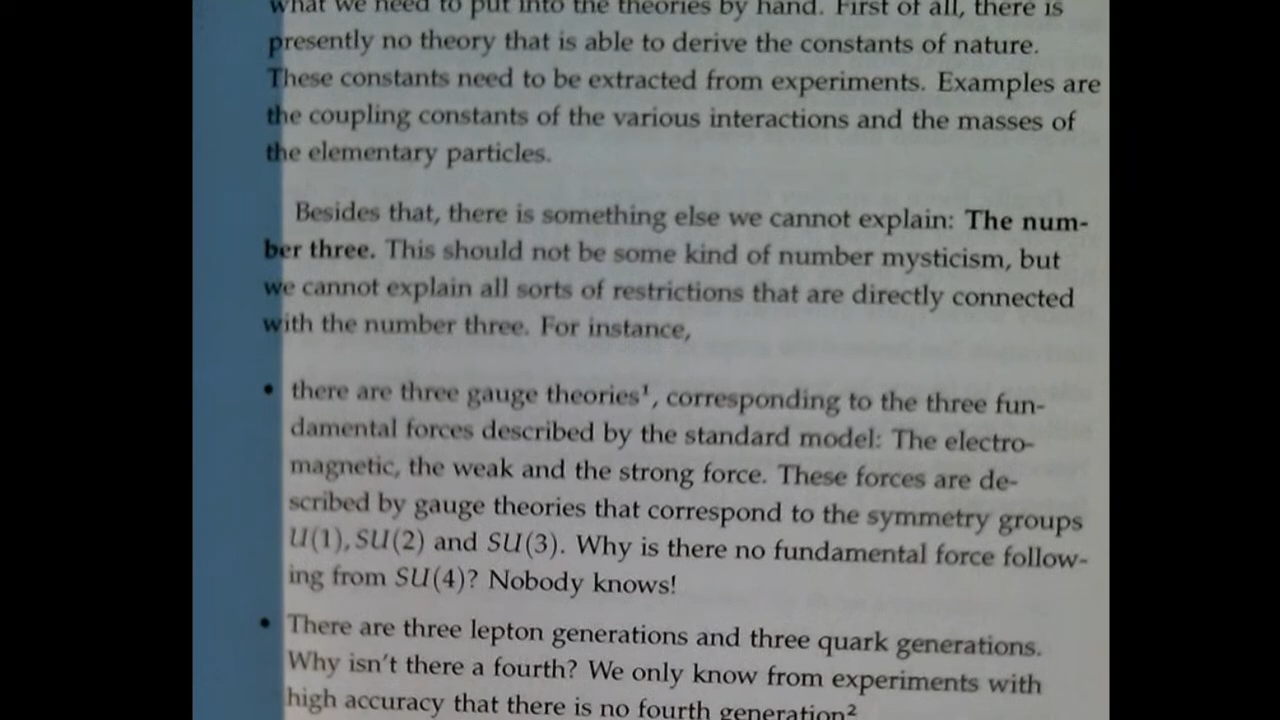 what we need to put into the theories by hand. First of all, there is
presently no theory that is able to derive the constants of nature.
These constants need to be extracted from experiments. Examples are
the coupling constants of the various interactions and the masses of
the elementary particles.
Besides that, there is something else we cannot explain: The num-
ber three. This should not be some kind of number mysticism, but
we cannot explain all sorts of restrictions that are directly connected
with the number three. For instance,
• there are three gauge theories¹, corresponding to the three fun-
damental forces described by the standard model: The electro-
magnetic, the weak and the strong force. These forces are de-
scribed by gauge theories that correspond to the symmetry groups
U(1), SU(2) and SU(3). Why is there no fundamental force follow-
ing from SU(4)? Nobody knows!
• There are three lepton generations and three quark generations.
Why isn't there a fourth? We only know from experiments with
high accuracy that there is no fourth generation²